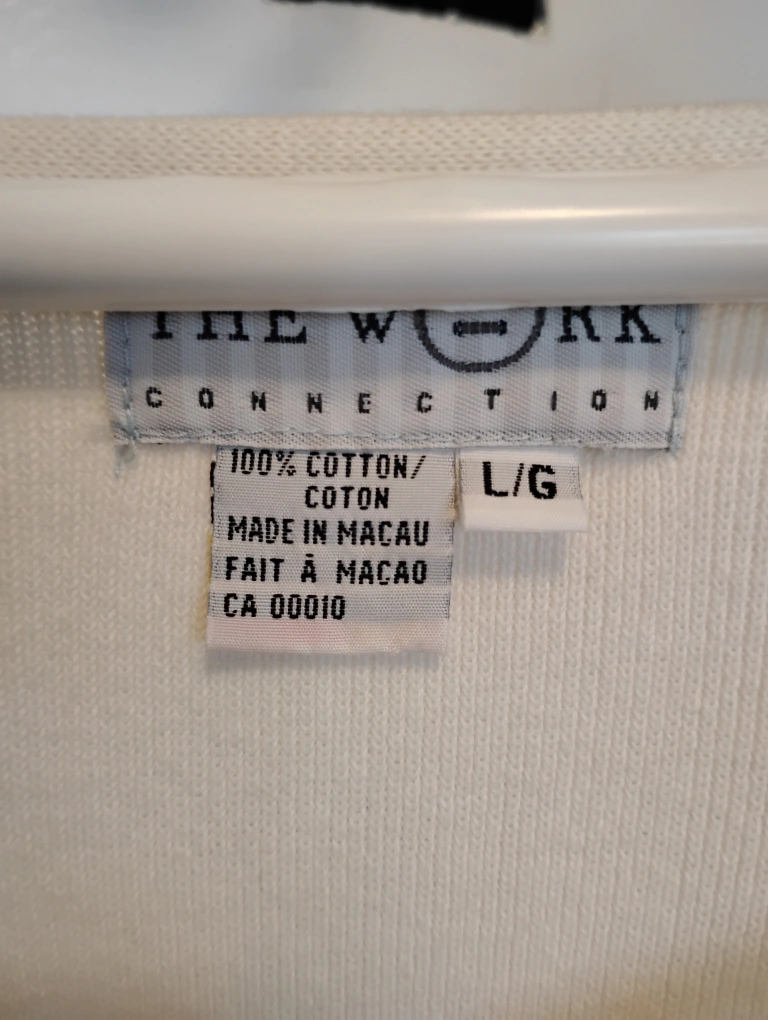 THE WORK
CONNECTION
100% COTTON/
COTON
MADE IN MACAU
FAIT À MACAO
CA 00010
L/G